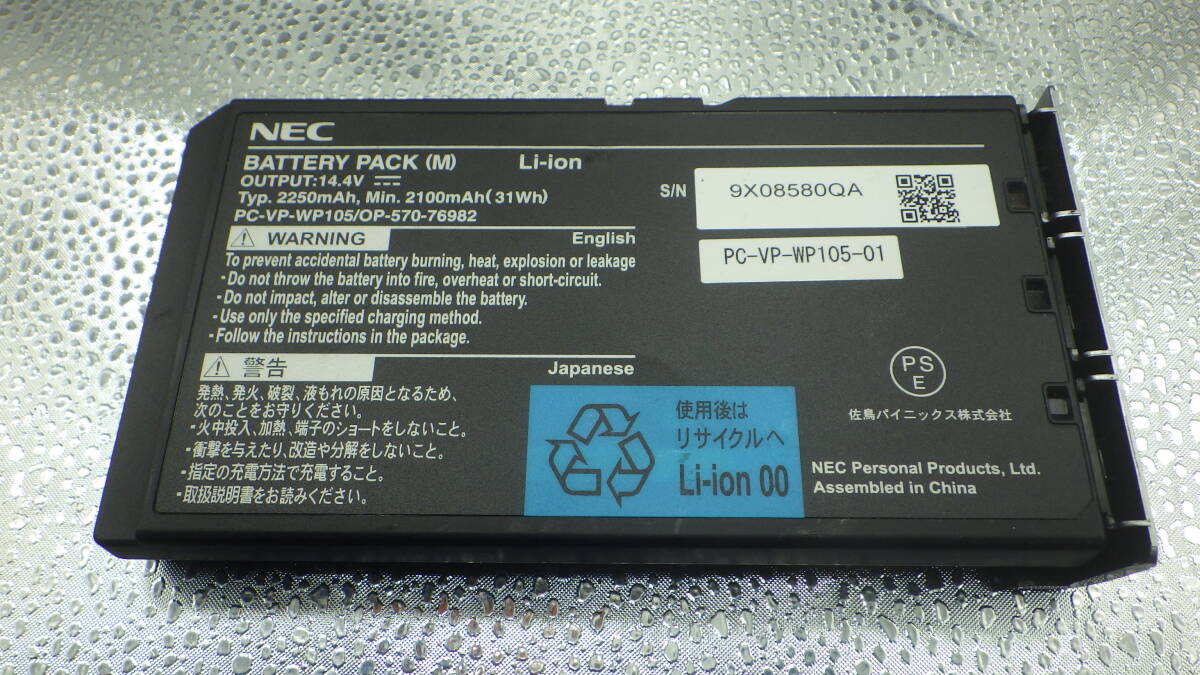 NEC
BATTERY PACK (M) Li-ion
OUTPUT:14.4V
Typ. 2250mAh, Min. 2100mAh(31Wh)
PC-VP-WP105/OP-570-76982
WARNING English
To prevent accidental battery burning, heat, explosion or leakage
-Do not throw the battery into fire, overheat or short-circuit.
-Do not impact, alter or disassemble the battery.
-Use only the specified charging method.
-Follow the instructions in the package.
警告 Japanese
発熱、発火、破裂、液もれの原因となるため、
次のことをお守りください。
・火中投入、加熱、端子のショートをしないこと。
・衝撃を与えたり、改造や分解をしないこと。
・指定の充電方法で充電すること。
・取扱説明書をお読みください。
S/N 9X08580QA
PC-VP-WP105-01
PS
E
佐鳥パイニックス株式会社
使用後は
リサイクルへ
Li-ion 00
NEC Personal Products, Ltd.
Assembled in China